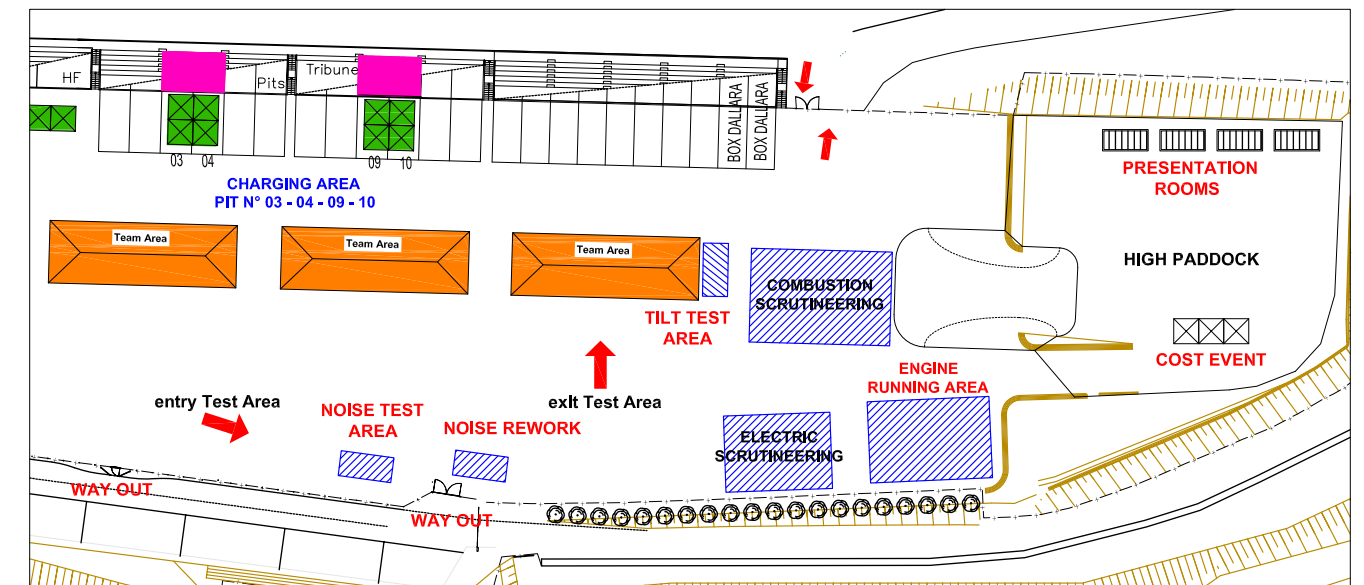 HF
Pits
Tribune
BOX DALLARA
BOX DALLARA
03 04
09 10
CHARGING AREA
PIT N° 03 - 04 - 09 - 10
PRESENTATION
ROOMS
Team Area
Team Area
Team Area
HIGH PADDOCK
COMBUSTION
SCRUTINEERING
TILT TEST
AREA
COST EVENT
ENGINE
RUNNING AREA
entry Test Area
exIt Test Area
NOISE TEST
AREA
NOISE REWORK
ELECTRIC
SCRUTINEERING
WAY OUT
WAY OUT